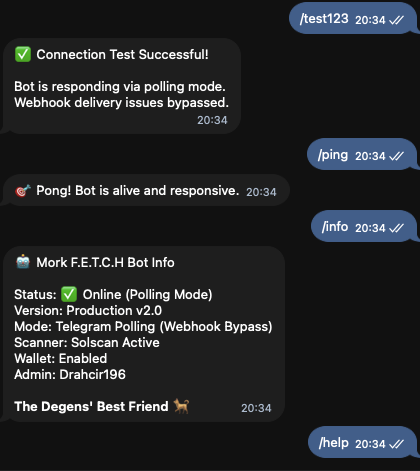 /test123 20:34
✅ Connection Test Successful!
Bot is responding via polling mode.
Webhook delivery issues bypassed.
20:34
/ping 20:34
🎯 Pong! Bot is alive and responsive. 20:34
/info 20:34
🤖 Mork F.E.T.C.H Bot Info
Status: ✅ Online (Polling Mode)
Version: Production v2.0
Mode: Telegram Polling (Webhook Bypass)
Scanner: Solscan Active
Wallet: Enabled
Admin: Drahcir196
The Degens' Best Friend 🐕 20:34
/help 20:34